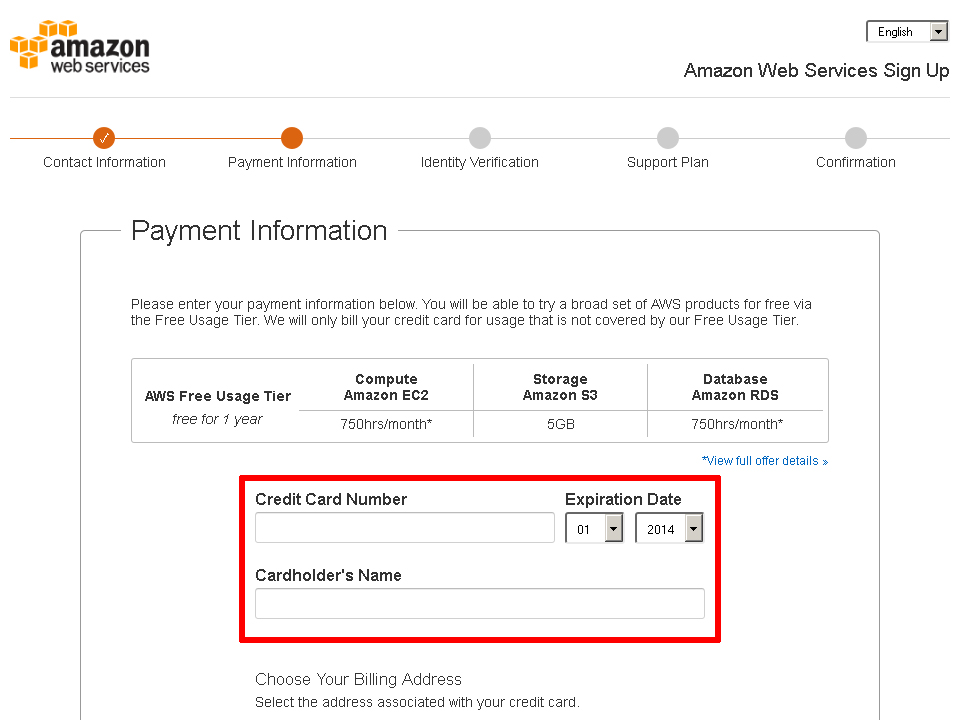 amazon
web services
English
Amazon Web Services Sign Up
Contact Information
Payment Information
Identity Verification
Support Plan
Confirmation
Payment Information
Please enter your payment information below. You will be able to try a broad set of AWS products for free via
the Free Usage Tier. We will only bill your credit card for usage that is not covered by our Free Usage Tier.
AWS Free Usage Tier
free for 1 year
Compute
Amazon EC2
750hrs/month*
Storage
Amazon S3
5GB
Database
Amazon RDS
750hrs/month*
*View full offer details »
Credit Card Number
Expiration Date
01
2014
Cardholder's Name
Choose Your Billing Address
Select the address associated with your credit card.